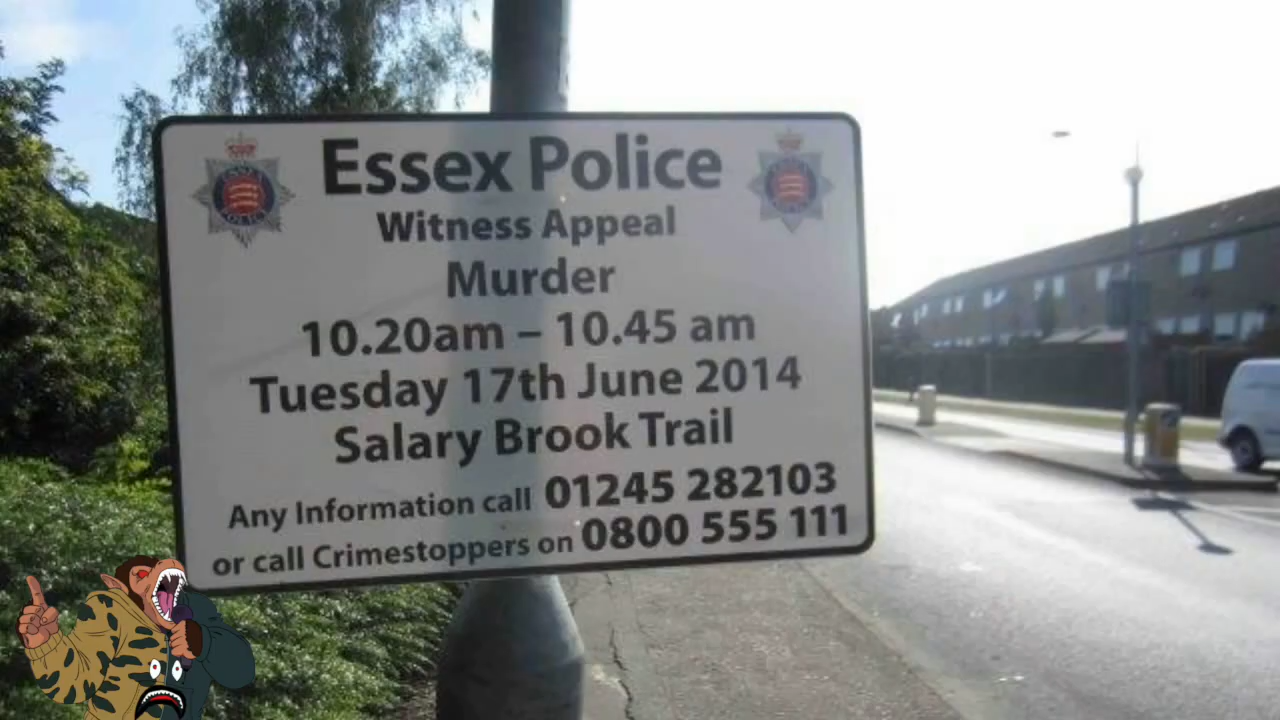 Essex Police
Witness Appeal
Murder
10.20am – 10.45 am
Tuesday 17th June 2014
Salary Brook Trail
Any Information call 01245 282103
or call Crimestoppers on 0800 555 111